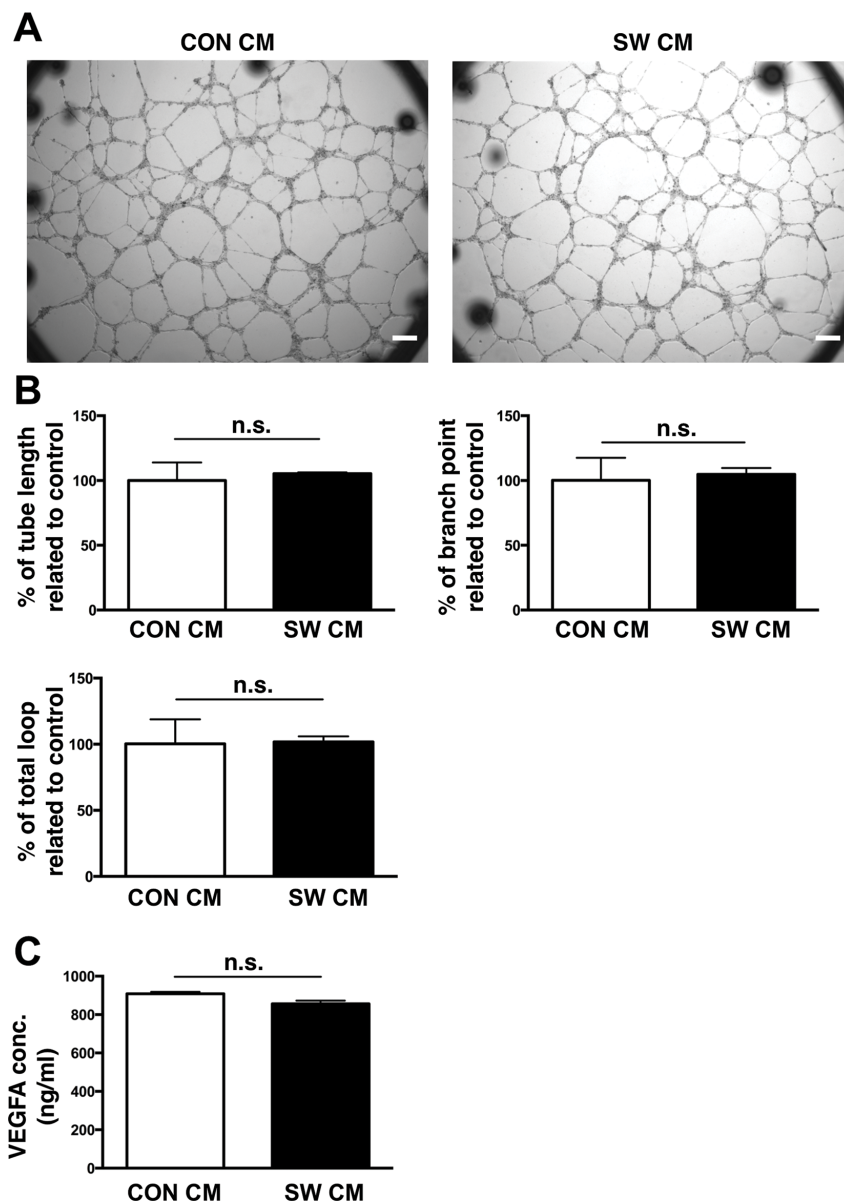 A
CON CM
SW CM
B
% of tube length
related to control
150
100
50
0
n.s.
CON CM
SW CM
% of branch point
related to control
150
100
50
0
n.s.
CON CM
SW CM
% of total loop
related to control
150
100
50
0
n.s.
CON CM
SW CM
C
VEGFA conc.
(ng/ml)
1000
800
600
400
200
0
n.s.
CON CM
SW CM